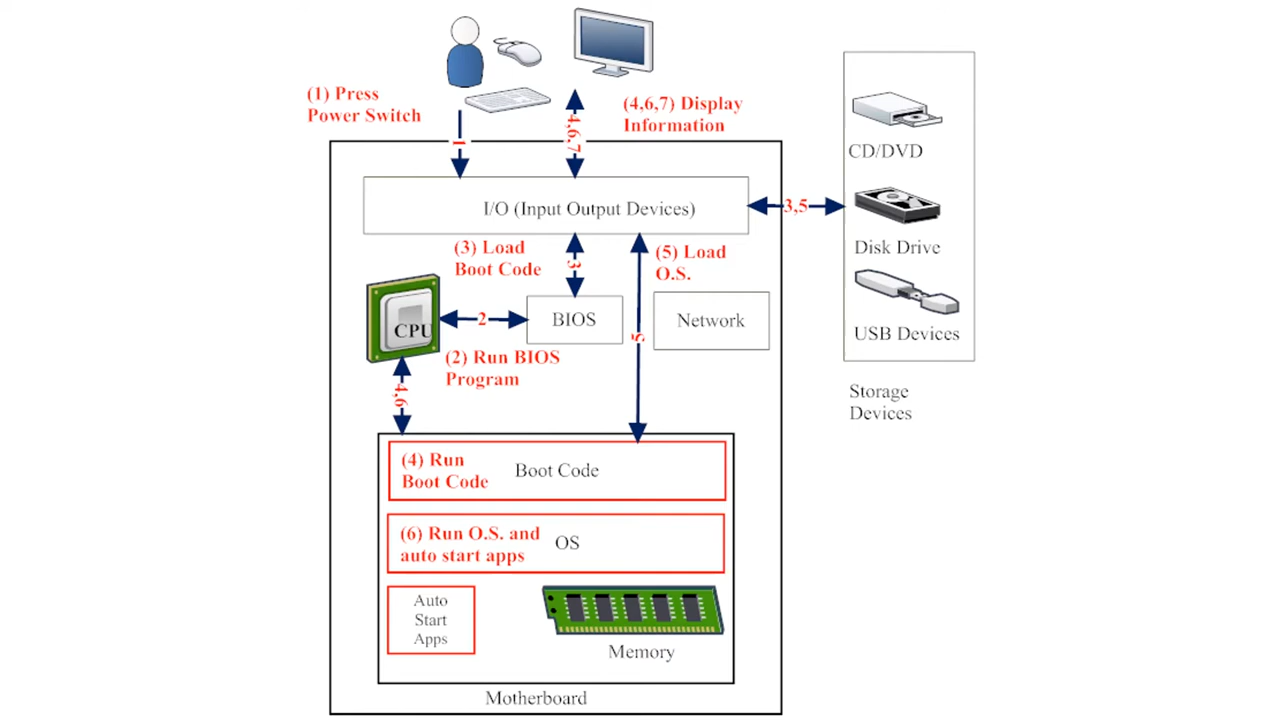 (1) Press
Power Switch
(4,6,7) Display
Information
1
4,6,7
CD/DVD
I/O (Input Output Devices)
3,5
Disk Drive
(3) Load
Boot Code
3
(5) Load
O.S.
CPU
2
BIOS
5
Network
USB Devices
(2) Run BIOS
Program
4,6
Storage
Devices
(4) Run
Boot Code
Boot Code
(6) Run O.S. and
auto start apps
OS
Auto
Start
Apps
Memory
Motherboard